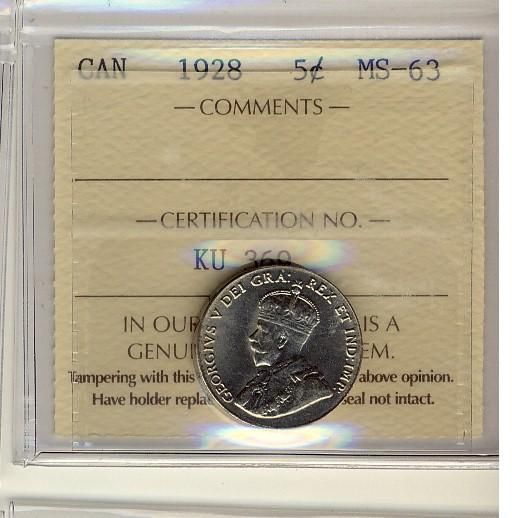 CAN 1928 5¢ MS-63
— COMMENTS —
— CERTIFICATION NO. —
KU 369
IN OUR IS A
GENUI EM.
Tampering with this above opinion.
Have holder repla seal not intact.
GEORGIVS V DEI GRA: REX ET IND:IMP: